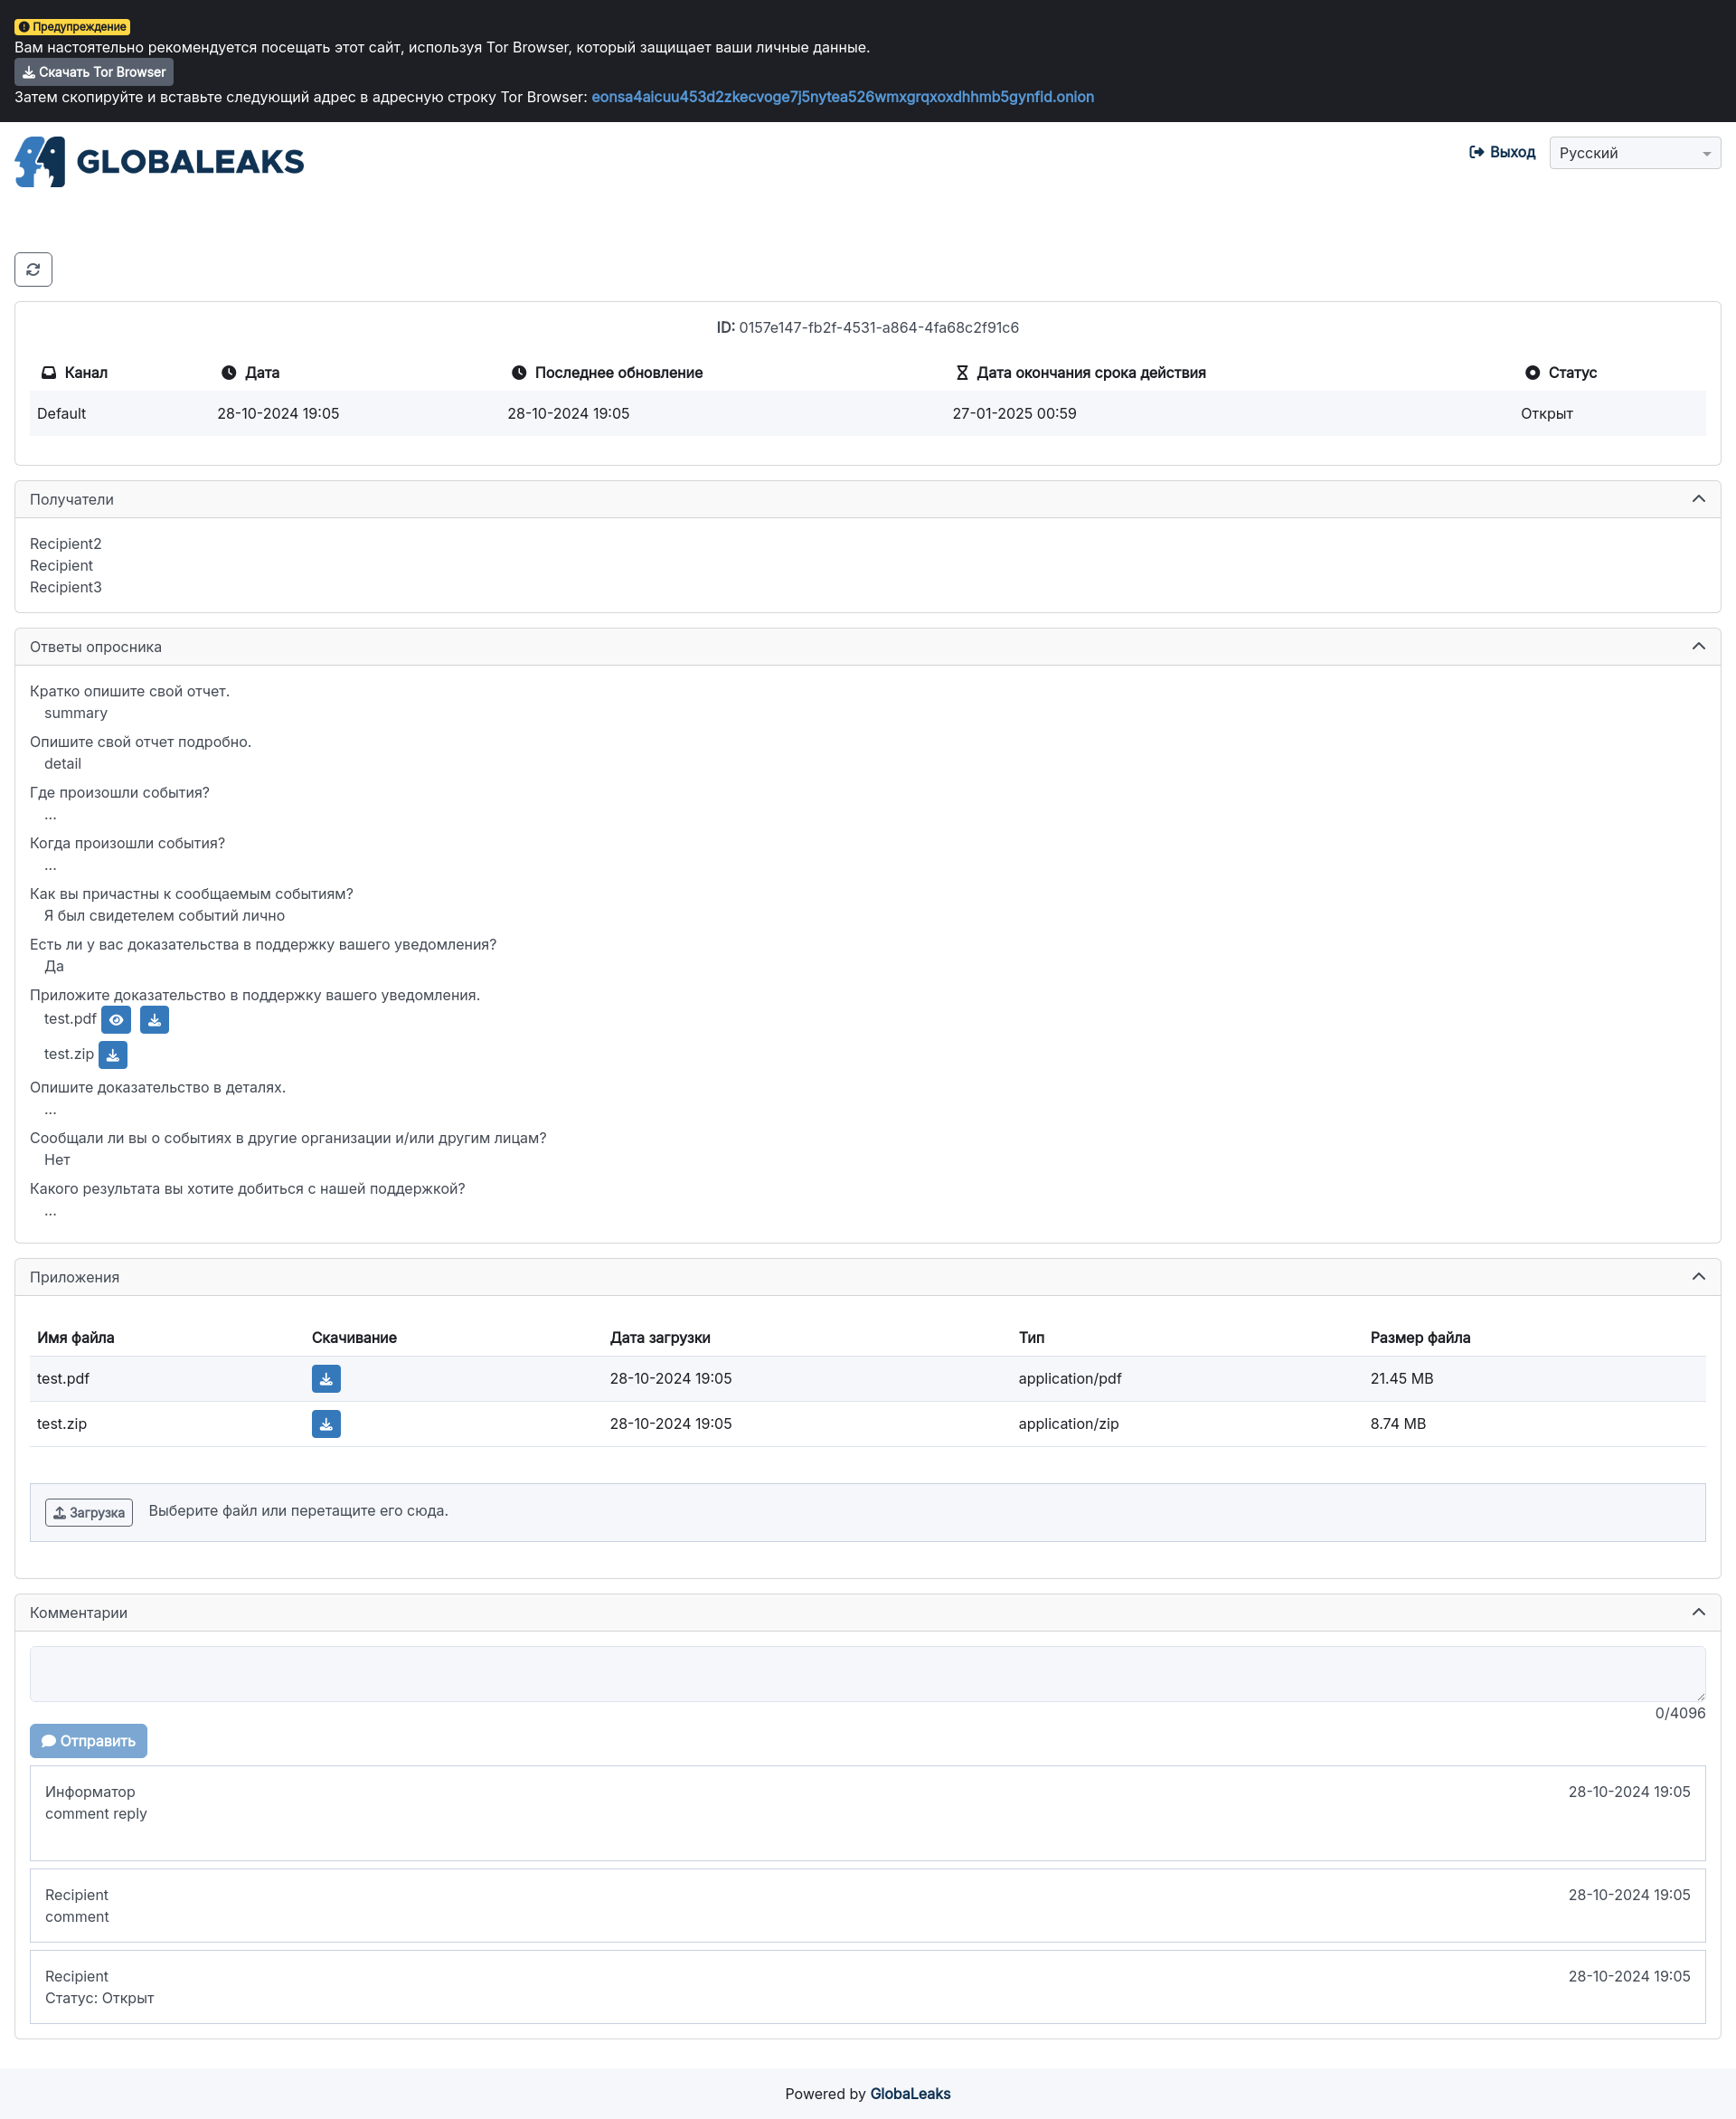 Предупреждение
Вам настоятельно рекомендуется посещать этот сайт, используя Tor Browser, который защищает ваши личные данные.
Скачать Tor Browser
Затем скопируйте и вставьте следующий адрес в адресную строку Tor Browser: eonsa4aicuu453d2zkecvoge7j5nytea526wmxgrqxoxdhhmb5gynfid.onion
GLOBALEAKS
Выход
Русский
ID: 0157e147-fb2f-4531-a864-4fa68c2f91c6
Канал Дата Последнее обновление Дата окончания срока действия Статус
Default 28-10-2024 19:05 28-10-2024 19:05 27-01-2025 00:59 Открыт
Получатели
Recipient2
Recipient
Recipient3
Ответы опросника
Кратко опишите свой отчет.
summary
Опишите свой отчет подробно.
detail
Где произошли события?
...
Когда произошли события?
...
Как вы причастны к сообщаемым событиям?
Я был свидетелем событий лично
Есть ли у вас доказательства в поддержку вашего уведомления?
Да
Приложите доказательство в поддержку вашего уведомления.
test.pdf
test.zip
Опишите доказательство в деталях.
...
Сообщали ли вы о событиях в другие организации и/или другим лицам?
Нет
Какого результата вы хотите добиться с нашей поддержкой?
...
Приложения
Имя файла Скачивание Дата загрузки Тип Размер файла
test.pdf 28-10-2024 19:05 application/pdf 21.45 MB
test.zip 28-10-2024 19:05 application/zip 8.74 MB
Загрузка Выберите файл или перетащите его сюда.
Комментарии
0/4096
Отправить
Информатор 28-10-2024 19:05
comment reply
Recipient 28-10-2024 19:05
comment
Recipient 28-10-2024 19:05
Статус: Открыт
Powered by GlobaLeaks